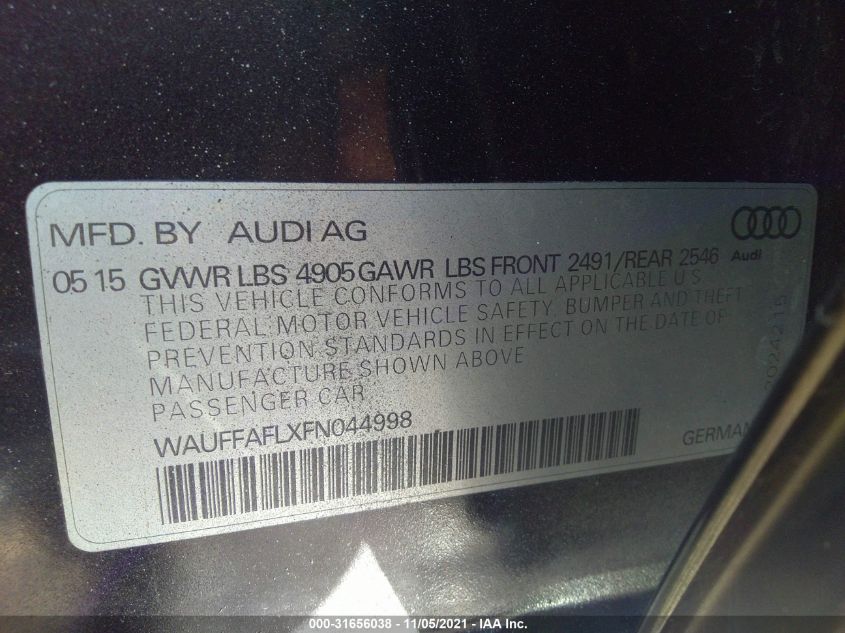 MFD. BY AUDI AG
Audi
05 15 GVWR LBS 4905 GAWR LBS FRONT 2491/REAR 2546
THIS VEHICLE CONFORMS TO ALL APPLICABLE U S
FEDERAL MOTOR VEHICLE SAFETY, BUMPER AND THEFT
PREVENTION STANDARDS IN EFFECT ON THE DATE OF
MANUFACTURE SHOWN ABOVE
PASSENGER CAR
WAUFFAFLXFN044998
000-31656038 - 11/05/2021 - IAA Inc.